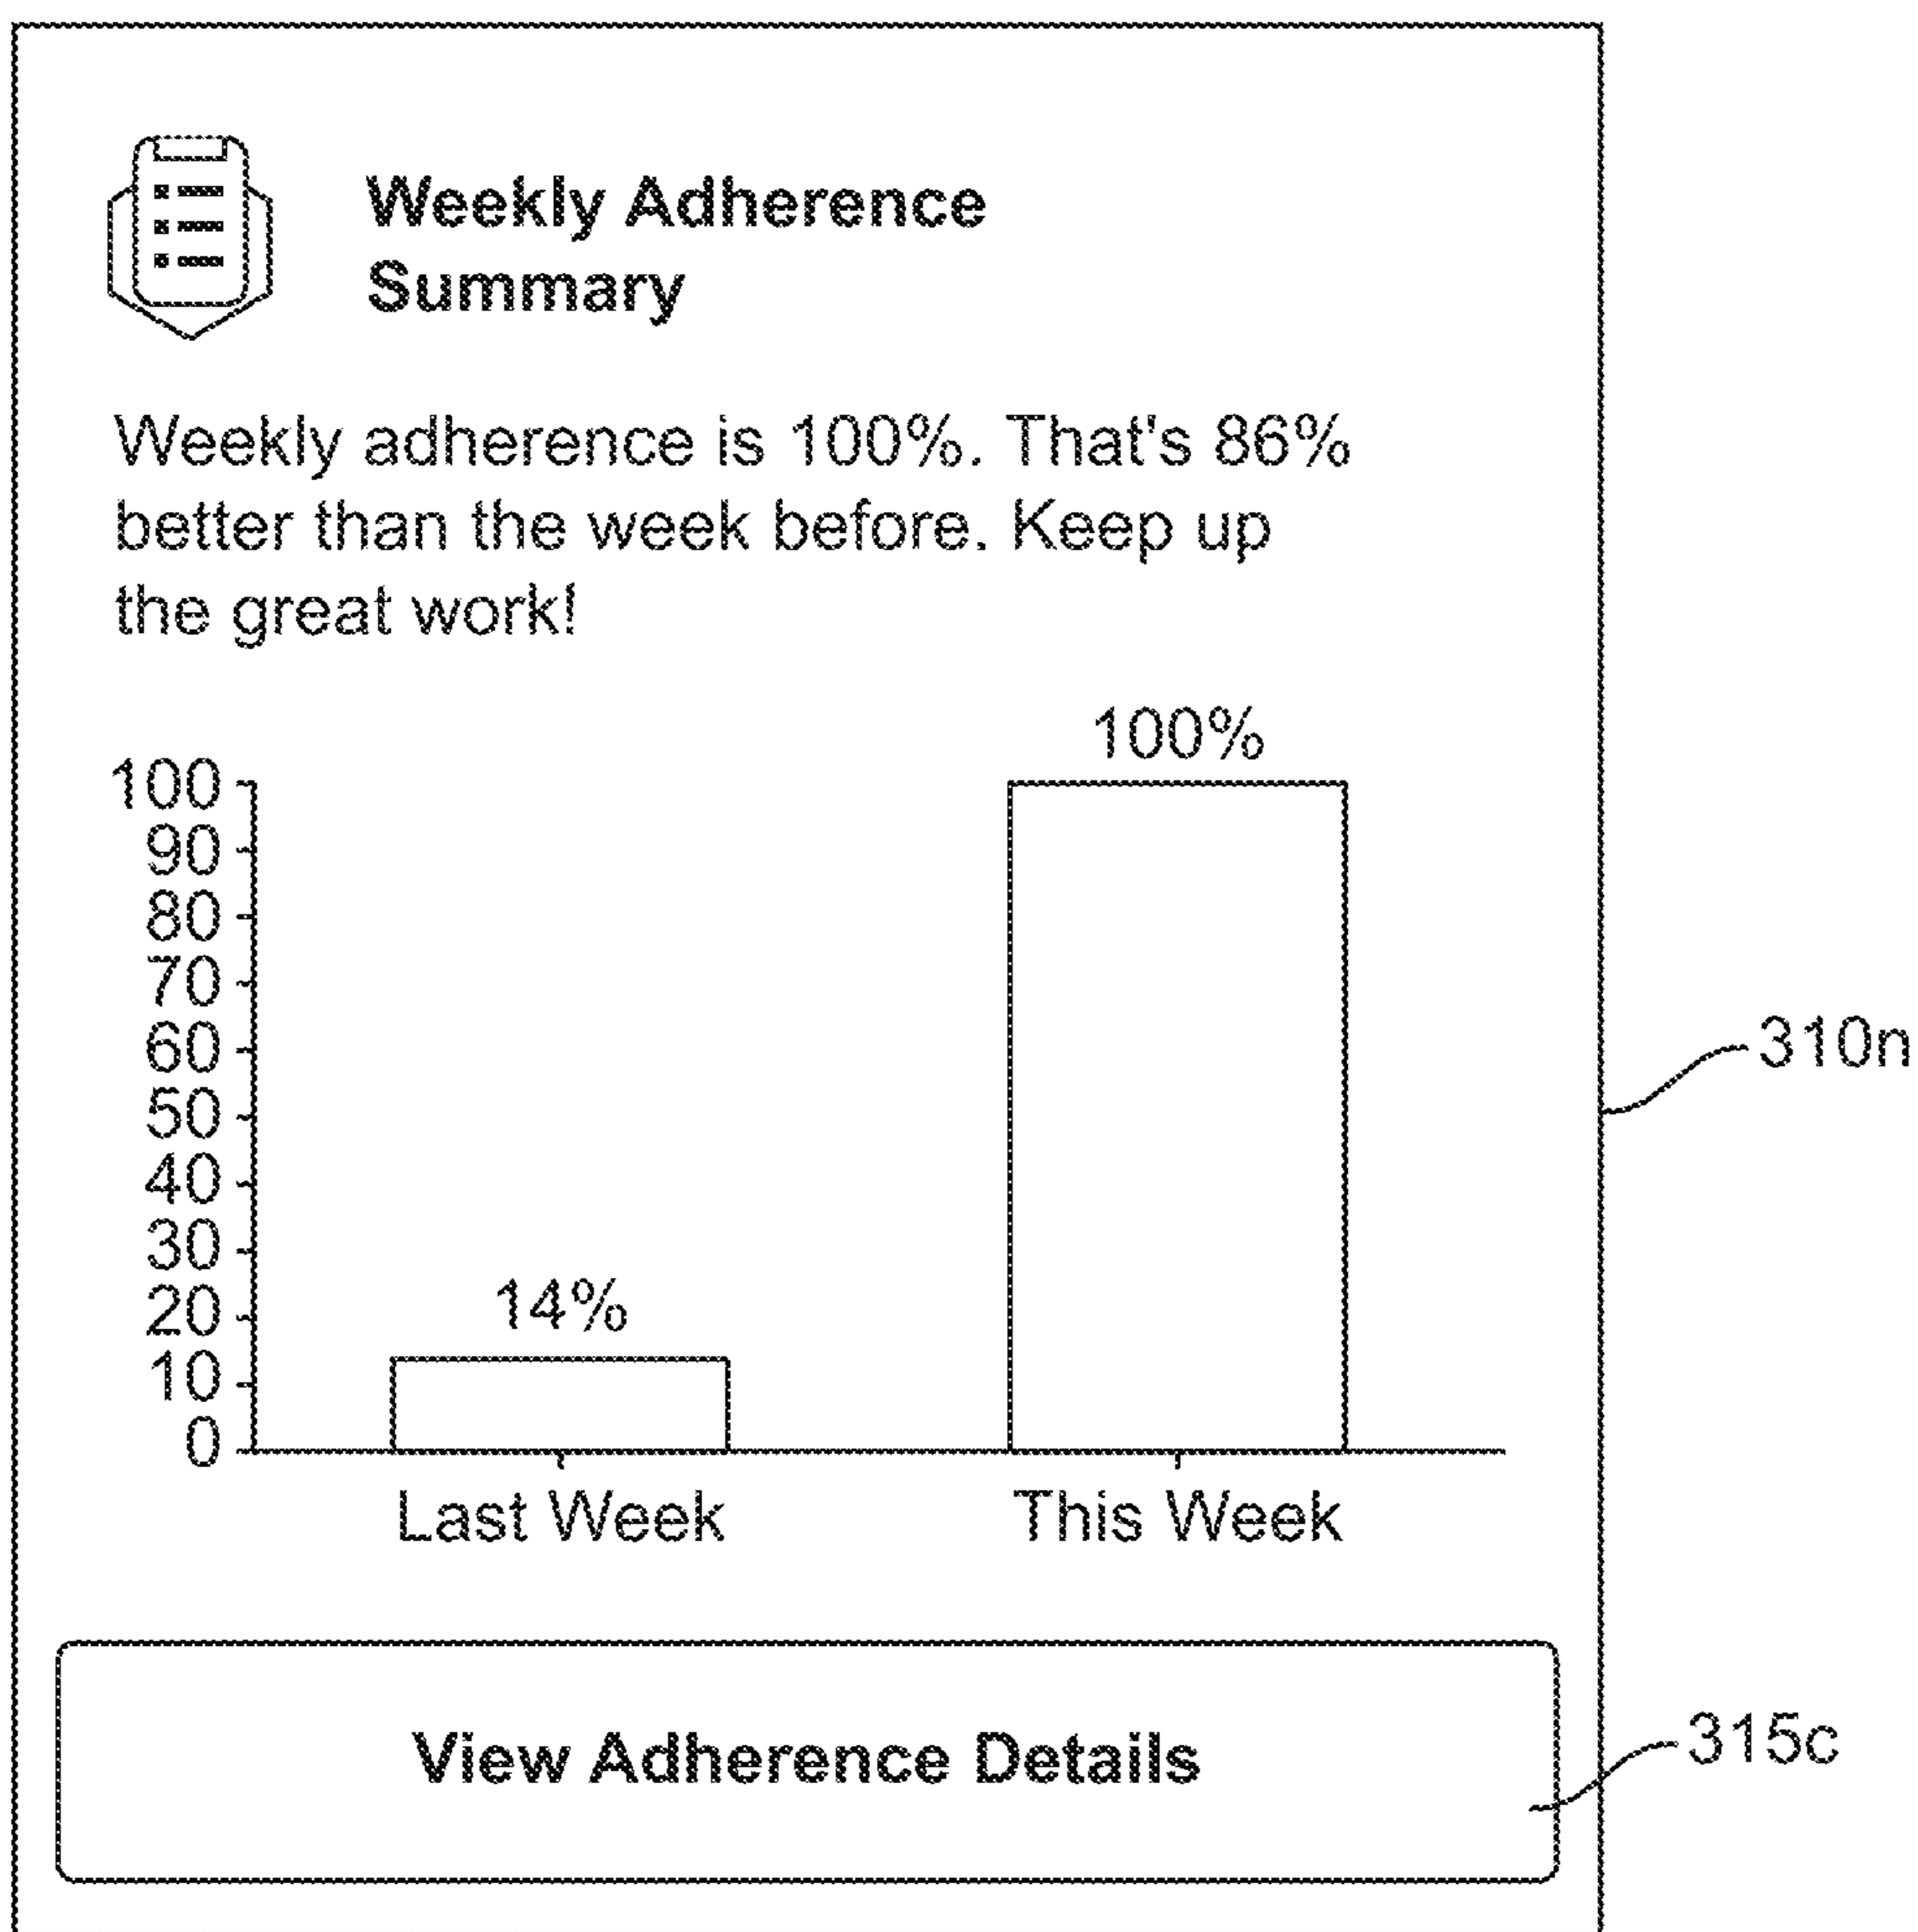 Weekly Adherence
Summary
Weekly adherence is 100%. That's 86%
better than the week before. Keep up
the great work!
100%
100
90
80
70
60
310n
50
40
30
20
14%
10
0
Last Week This Week
View Adherence Details
315c